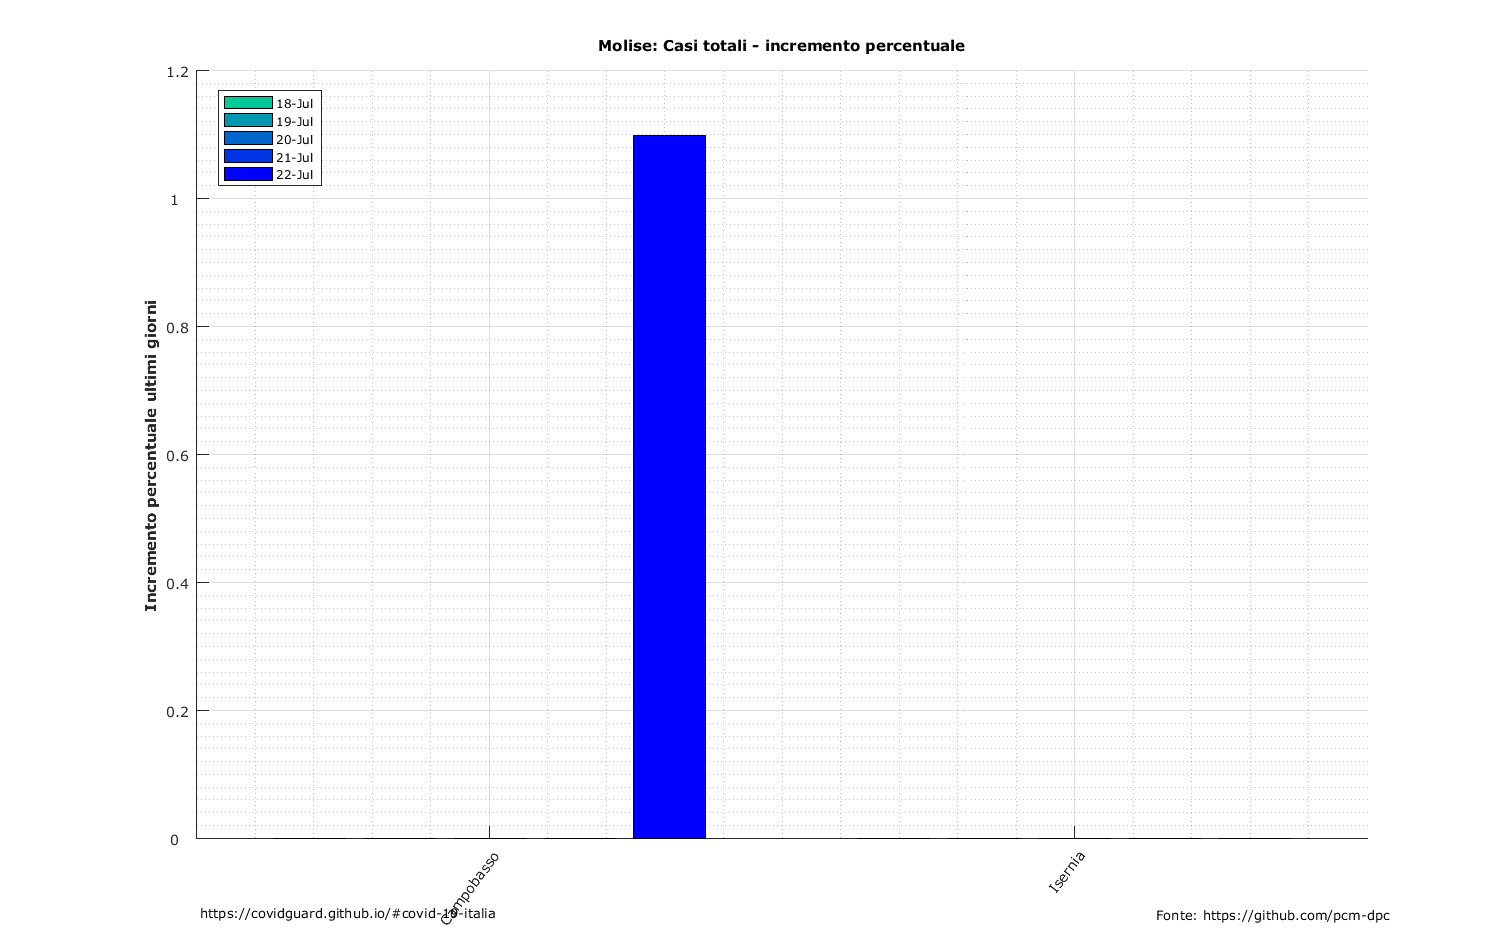 Molise: Casi totali - incremento percentuale
18-Jul
19-Jul
20-Jul
21-Jul
22-Jul
Incremento percentuale ultimi giorni
1.2
1
0.8
0.6
0.4
0.2
0
Campobasso
Isernia
https://covidguard.github.io/#covid-19-italia
Fonte: https://github.com/pcm-dpc